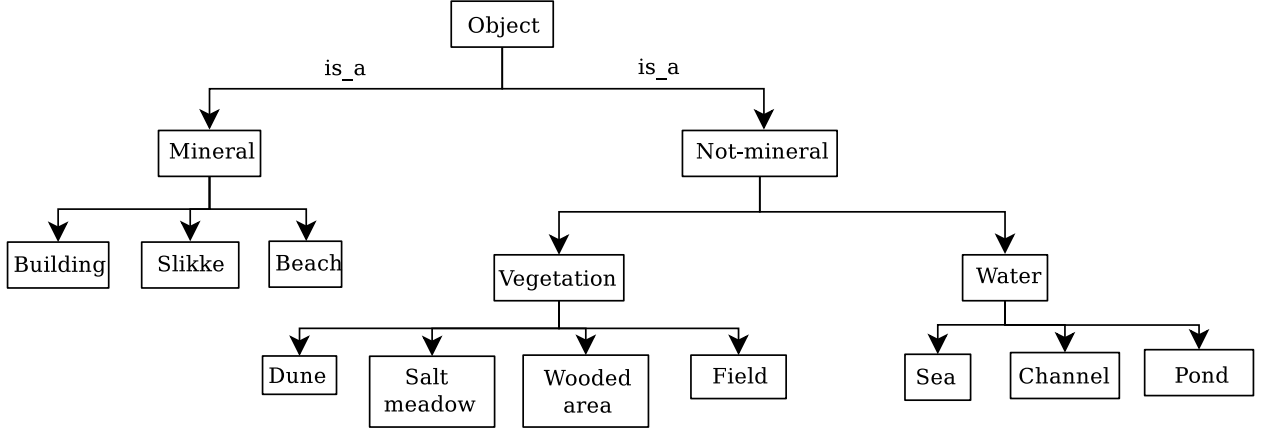 Object
is_a
is_a
Mineral
Not-mineral
Building
Slikke
Beach
Vegetation
Water
Dune
Salt
meadow
Wooded
area
Field
Sea
Channel
Pond